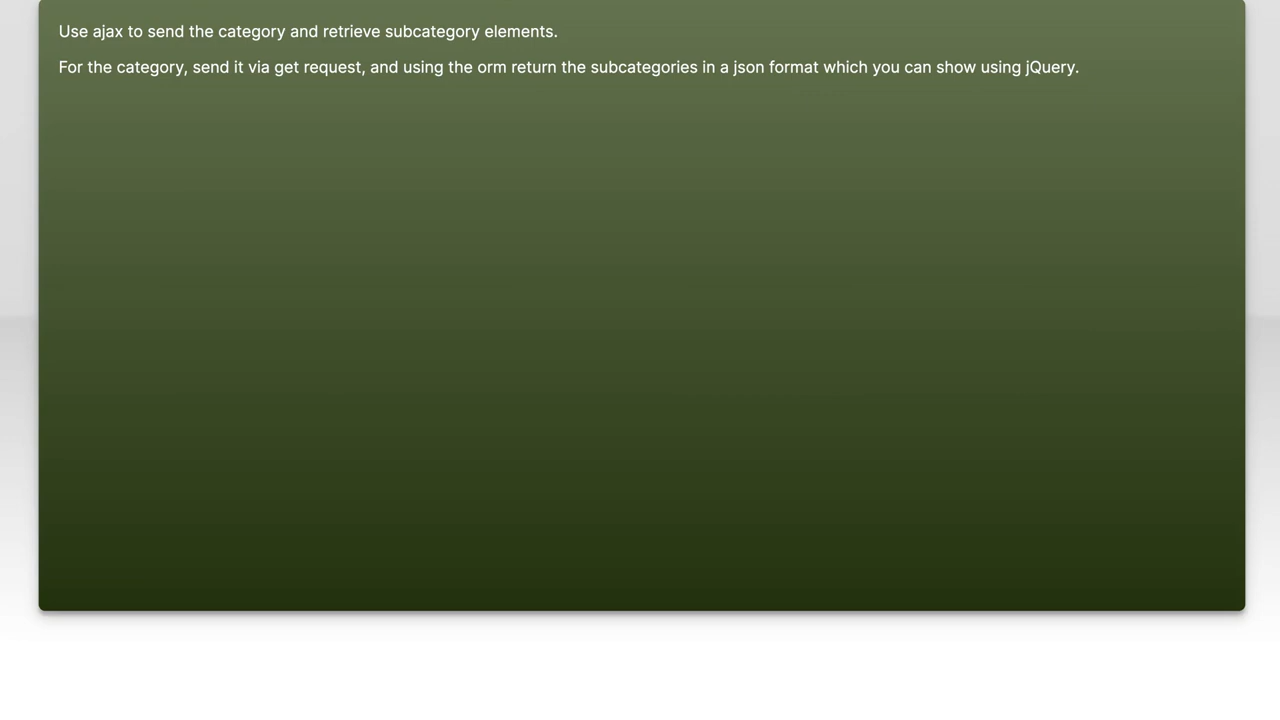 Use ajax to send the category and retrieve subcategory elements.
For the category, send it via get request, and using the orm return the subcategories in a json format which you can show using jQuery.